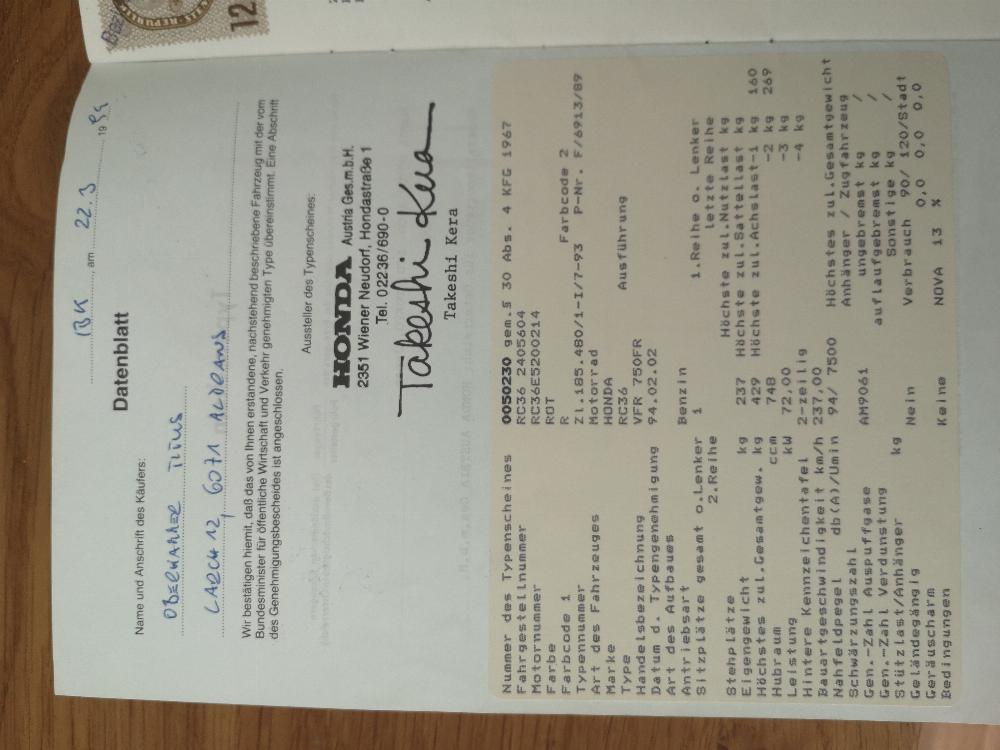 12
IBK am 22.3 1994
Datenblatt
Name und Anschrift des Käufers:
LARCH 12, 6071 ALDRANS
Wir bestätigen hiemit, daß das von Ihnen erstandene, nachstehend beschriebene Fahrzeug mit der vom
Bundesminister für öffentliche Wirtschaft und Verkehr genehmigten Type übereinstimmt. Eine Abschrift
des Genehmigungsbescheides ist angeschlossen.
Aussteller des Typenscheines:
HONDA Austria Ges.m.b.H.
2351 Wiener Neudorf, Hondastraße 1
Tel. 02236/690-0
Takeshi Kera
Takeshi Kera
Nummer des Typenscheines 0050230 gem.§ 30 Abs. 4 KFG 1967
Fahrgestellnummer RC36 2405604
Motornummer RC36E5200214
Farbe ROT
Farbcode 1 R Farbcode 2
Typennummer Zl.185.480/1-I/7-93 P-Nr. F/6913/89
Art des Fahrzeuges Motorrad
Marke HONDA
Type RC36 Ausführung
Handelsbezeichnung VFR 750FR
Datum d. Typengenehmigung 94.02.02
Art des Aufbaues
Antriebsart Benzin
Sitzplätze gesamt o.Lenker 1 1.Reihe o. Lenker
2.Reihe letzte Reihe
Stehplätze Höchste zul.Nutzlast kg
Eigengewicht kg 237 Höchste zul.Sattellast kg
Höchstes zul.Gesamtgew. kg 429 Höchste zul.Achslast-1 kg 160
Hubraum ccm 748 -2 kg 269
Leistung kW 72,00 -3 kg
Hintere Kennzeichentafel 2-zeilig -4 kg
Bauartgeschwindigkeit km/h 237,00
Nahfeldpegel db(A)/Umin 94/ 7500 Höchstes zul.Gesamtgewicht
Schwärzungszahl Anhänger / Zugfahrzeug
Gen.-Zahl Auspuffgase AM9061 ungebremst kg /
Gen.-Zahl Verdunstung auflaufgebremst kg /
Stützlast/Anhänger kg Sonstige kg /
Geländegängig Nein Verbrauch 90/ 120/Stadt
Geräuscharm 0,0 0,0 0,0
Bedingungen Keine NOVA 13 %